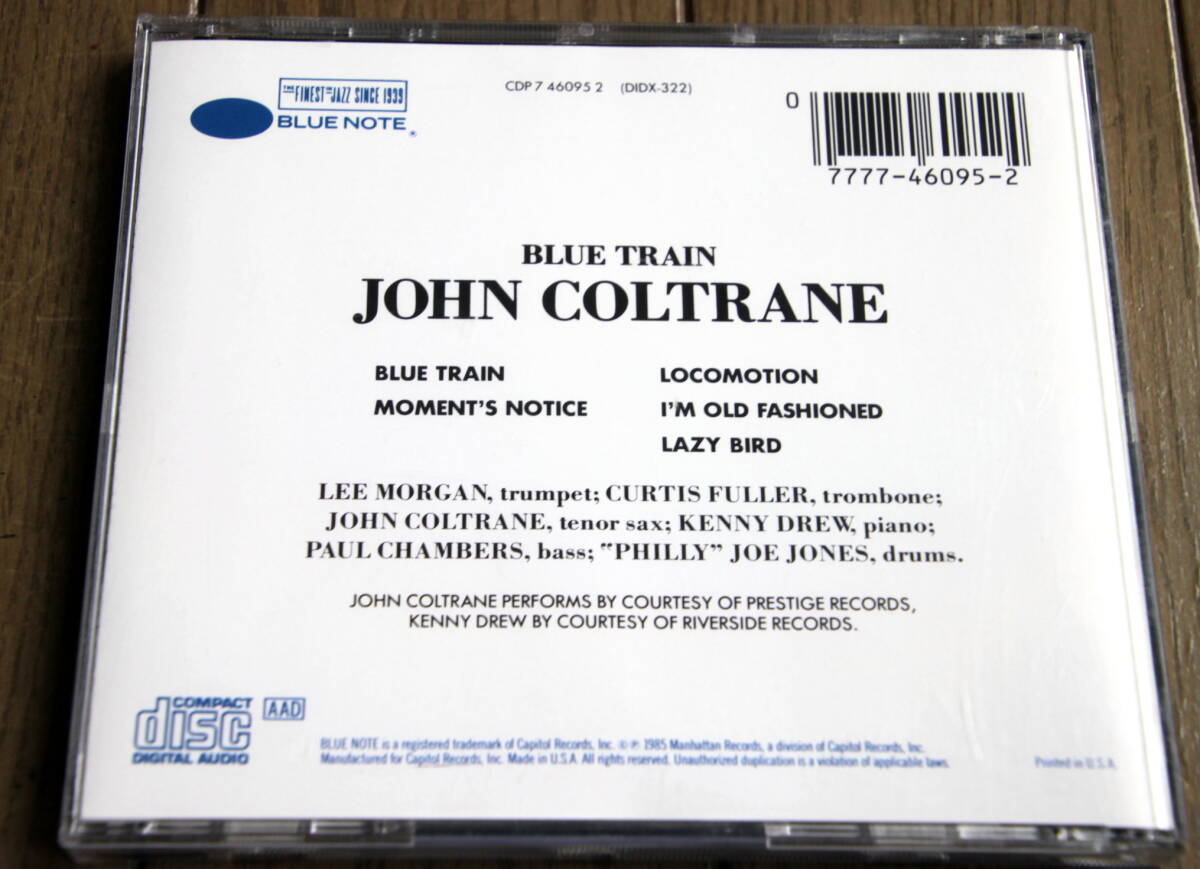 THE FINEST IN JAZZ SINCE 1939
BLUE NOTE®
CDP 7 46095 2 (DIDX-322)
0
7777-46095-2
BLUE TRAIN
JOHN COLTRANE
BLUE TRAIN
MOMENT'S NOTICE
LOCOMOTION
I'M OLD FASHIONED
LAZY BIRD
LEE MORGAN, trumpet; CURTIS FULLER, trombone;
JOHN COLTRANE, tenor sax; KENNY DREW, piano;
PAUL CHAMBERS, bass; "PHILLY" JOE JONES, drums.
JOHN COLTRANE PERFORMS BY COURTESY OF PRESTIGE RECORDS,
KENNY DREW BY COURTESY OF RIVERSIDE RECORDS.
COMPACT
disc
DIGITAL AUDIO
AAD
BLUE NOTE is a registered trademark of Capitol Records, Inc. ©℗ 1985 Manhattan Records, a division of Capitol Records, Inc.
Manufactured for Capitol Records, Inc. Made in U.S.A. All rights reserved. Unauthorized duplication is a violation of applicable laws.
Printed in U.S.A.